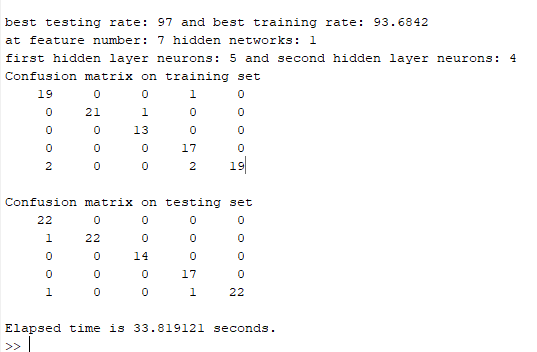 best testing rate: 97 and best training rate: 93.6842
at feature number: 7 hidden networks: 1
first hidden layer neurons: 5 and second hidden layer neurons: 4
Confusion matrix on training set
19 0 0 1 0
0 21 1 0 0
0 0 13 0 0
0 0 0 17 0
2 0 0 2 19
Confusion matrix on testing set
22 0 0 0 0
1 22 0 0 0
0 0 14 0 0
0 0 0 17 0
1 0 0 1 22
Elapsed time is 33.819121 seconds.
>>